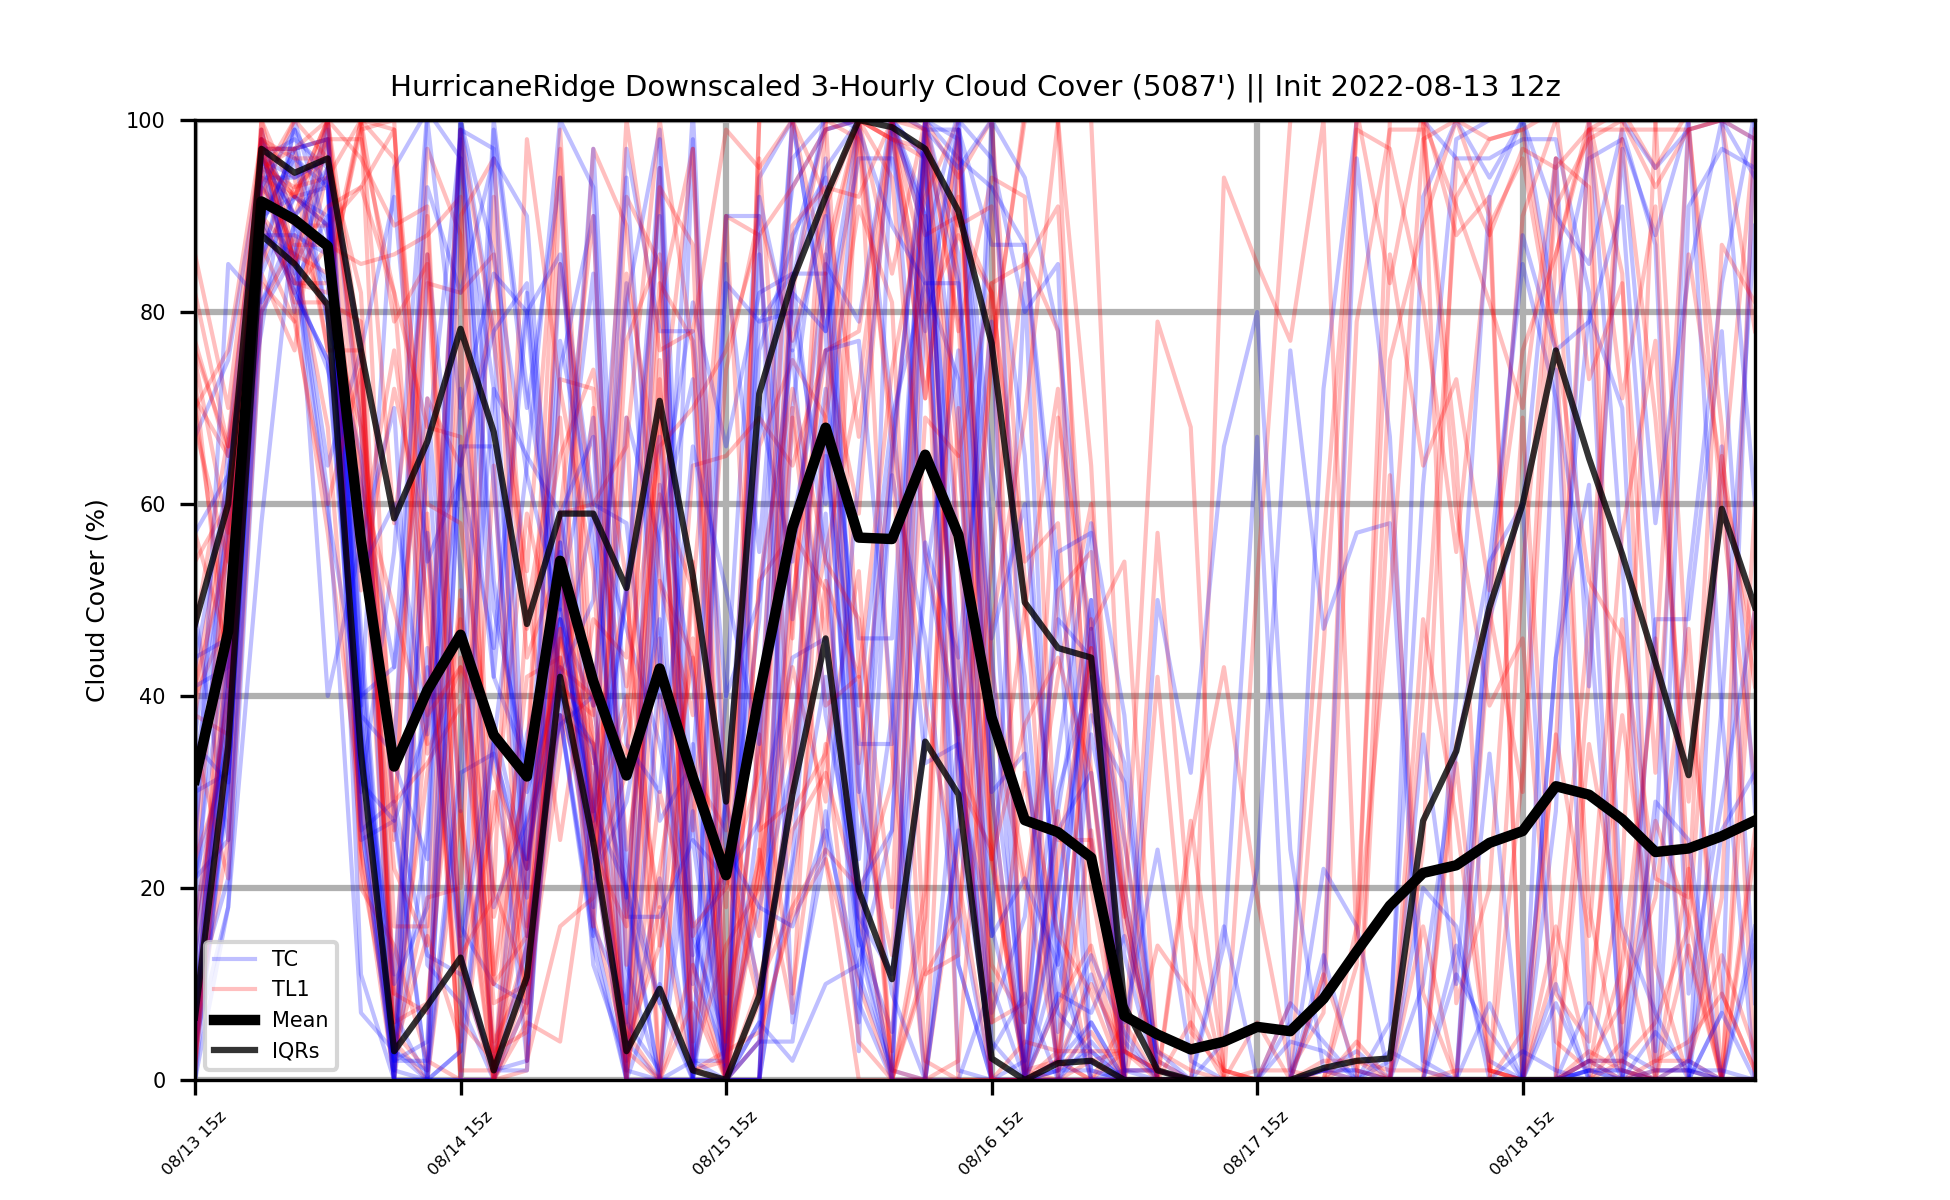 HurricaneRidge Downscaled 3-Hourly Cloud Cover (5087') || Init 2022-08-13 12z
Cloud Cover (%)
100
80
60
40
20
0
TC
TL1
Mean
IQRs
08/13 15z
08/14 15z
08/15 15z
08/16 15z
08/17 15z
08/18 15z